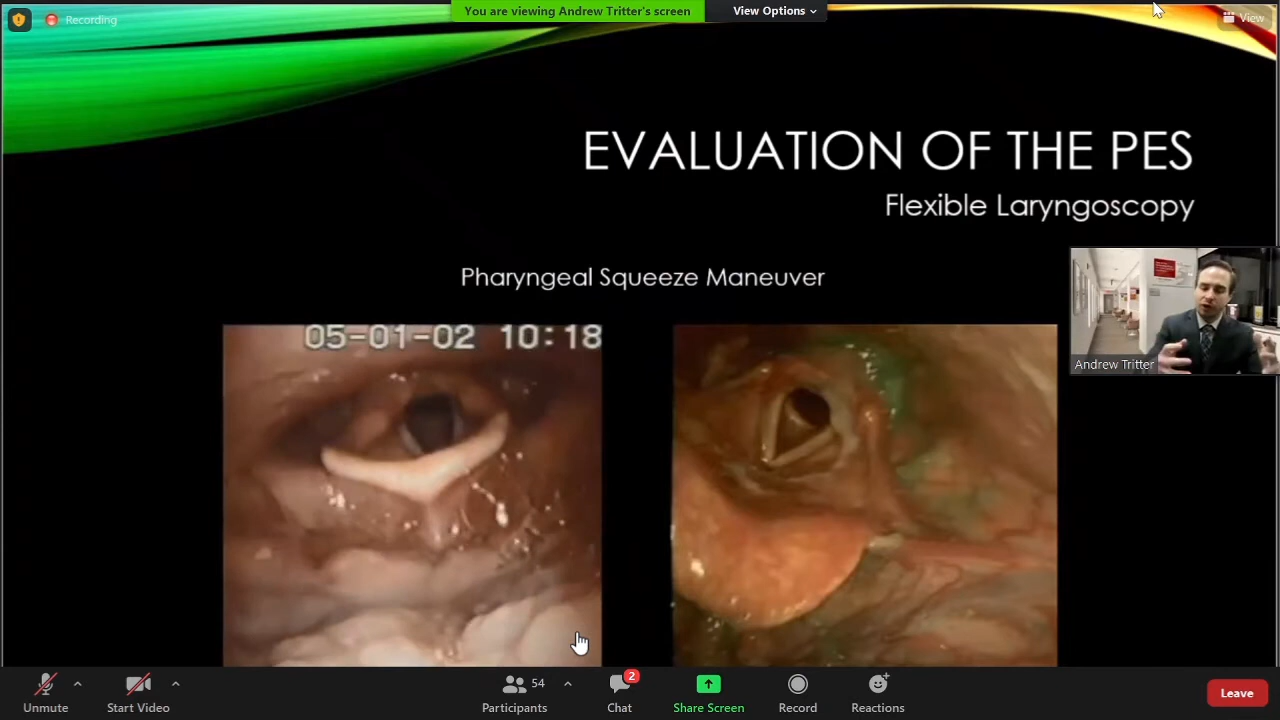 Recording
You are viewing Andrew Tritter's screen
View Options
View
EVALUATION OF THE PES
Flexible Laryngoscopy
Pharyngeal Squeeze Maneuver
05-01-02 10:18
Andrew Tritter
Unmute
Start Video
54
Participants
2
Chat
Share Screen
Record
Reactions
Leave